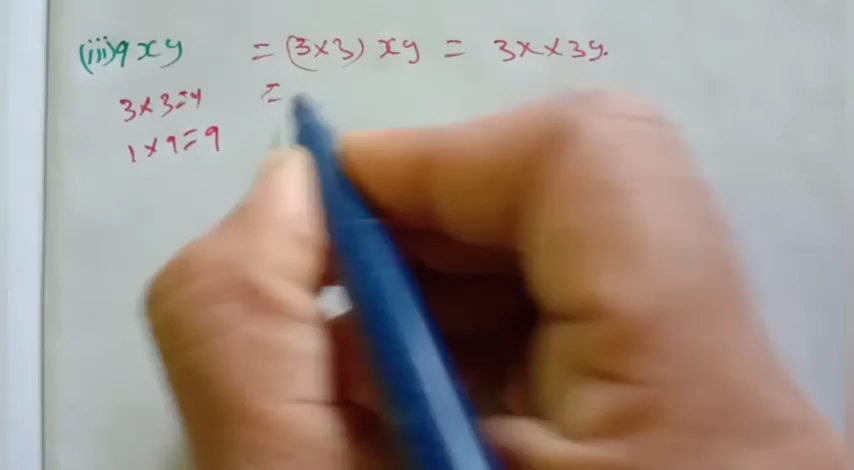 (iii) 9xy = (3×3) xy = 3x × 3y.
3×3=9 =
1×9=9